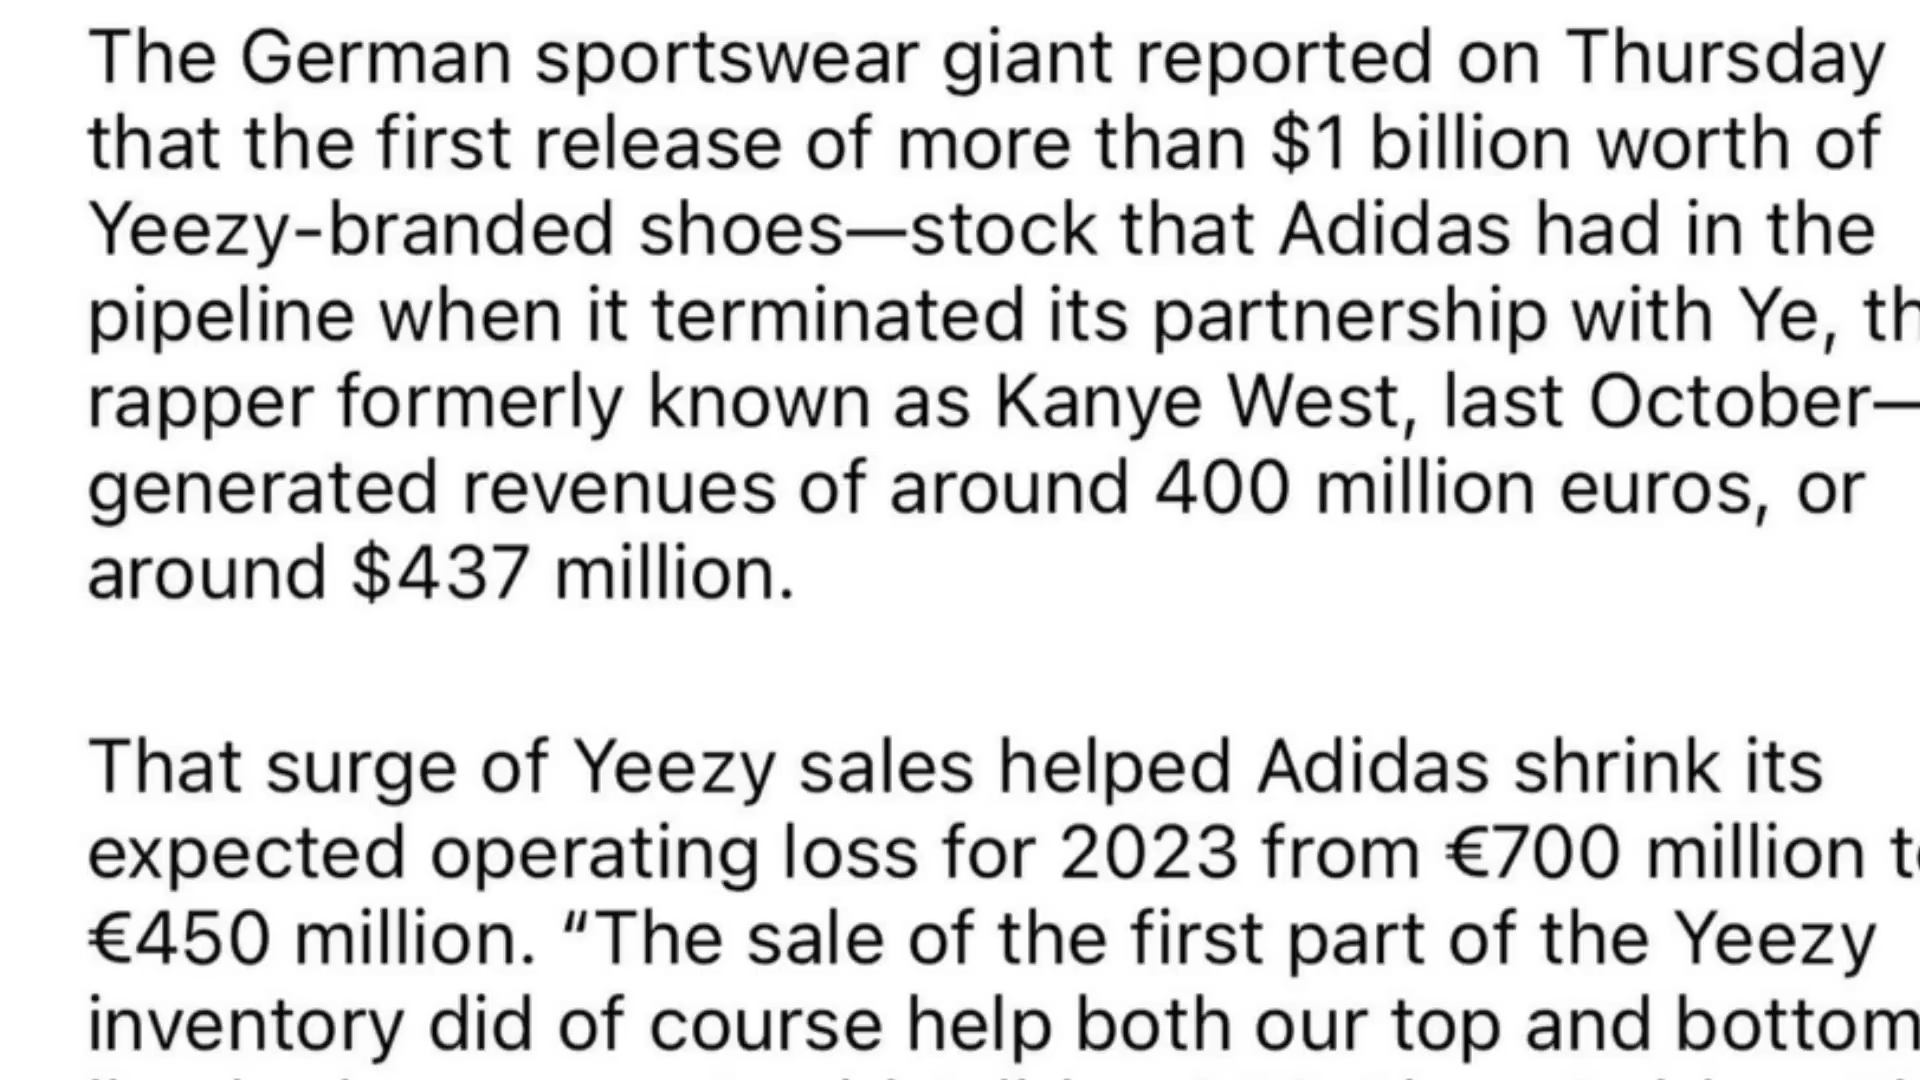 The German sportswear giant reported on Thursday
that the first release of more than $1 billion worth of
Yeezy-branded shoes—stock that Adidas had in the
pipeline when it terminated its partnership with Ye, th
rapper formerly known as Kanye West, last October—
generated revenues of around 400 million euros, or
around $437 million.
That surge of Yeezy sales helped Adidas shrink its
expected operating loss for 2023 from €700 million t
€450 million. “The sale of the first part of the Yeezy
inventory did of course help both our top and bottom